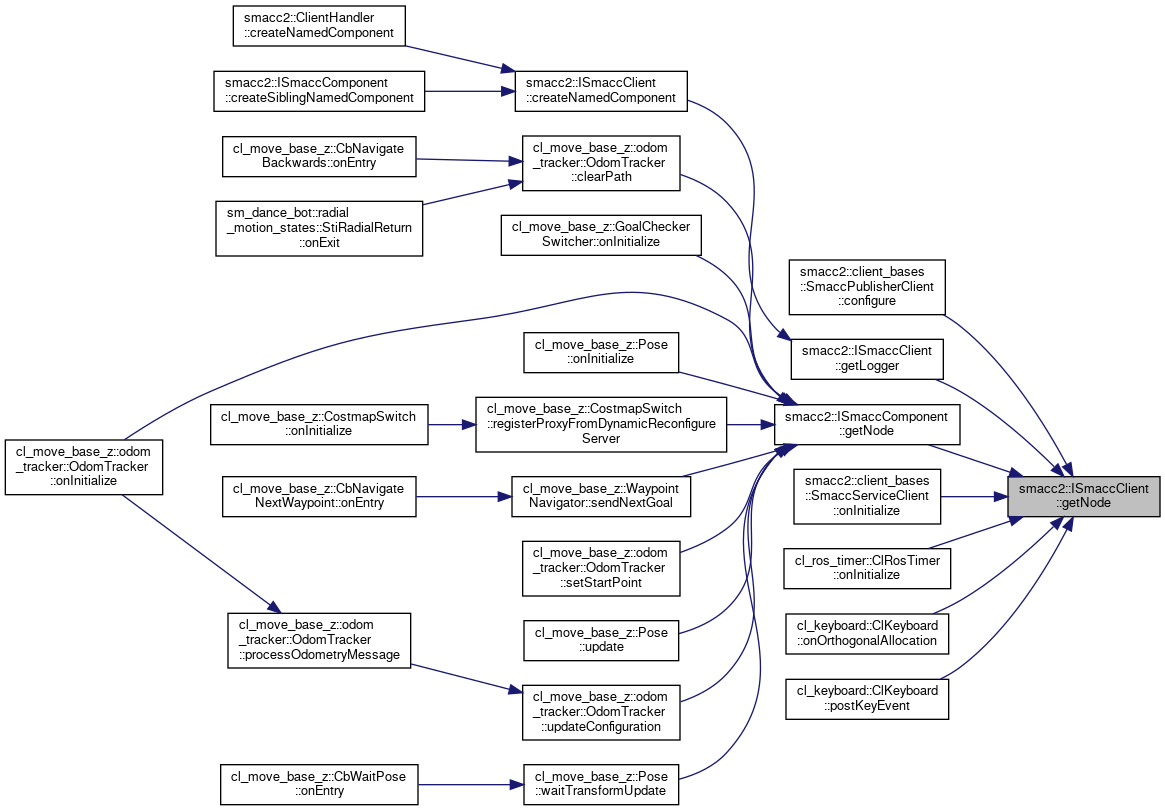 smacc2::ClientHandler
::createNamedComponent
smacc2::ISmaccComponent
::createSiblingNamedComponent
smacc2::ISmaccClient
::createNamedComponent
cl_move_base_z::CbNavigate
Backwards::onEntry
cl_move_base_z::odom
_tracker::OdomTracker
::clearPath
sm_dance_bot::radial
_motion_states::StiRadialReturn
::onExit
cl_move_base_z::GoalChecker
Switcher::onInitialize
smacc2::client_bases
::SmaccPublisherClient
::configure
cl_move_base_z::Pose
::onInitialize
smacc2::ISmaccClient
::getLogger
cl_move_base_z::CostmapSwitch
::onInitialize
cl_move_base_z::CostmapSwitch
::registerProxyFromDynamicReconfigure
Server
smacc2::ISmaccComponent
::getNode
cl_move_base_z::odom
_tracker::OdomTracker
::onInitialize
cl_move_base_z::CbNavigate
NextWaypoint::onEntry
cl_move_base_z::Waypoint
Navigator::sendNextGoal
smacc2::client_bases
::SmaccServiceClient
::onInitialize
smacc2::ISmaccClient
::getNode
cl_move_base_z::odom
_tracker::OdomTracker
::setStartPoint
cl_ros_timer::ClRosTimer
::onInitialize
cl_move_base_z::odom
_tracker::OdomTracker
::processOdometryMessage
cl_move_base_z::Pose
::update
cl_keyboard::ClKeyboard
::onOrthogonalAllocation
cl_move_base_z::odom
_tracker::OdomTracker
::updateConfiguration
cl_keyboard::ClKeyboard
::postKeyEvent
cl_move_base_z::CbWaitPose
::onEntry
cl_move_base_z::Pose
::waitTransformUpdate